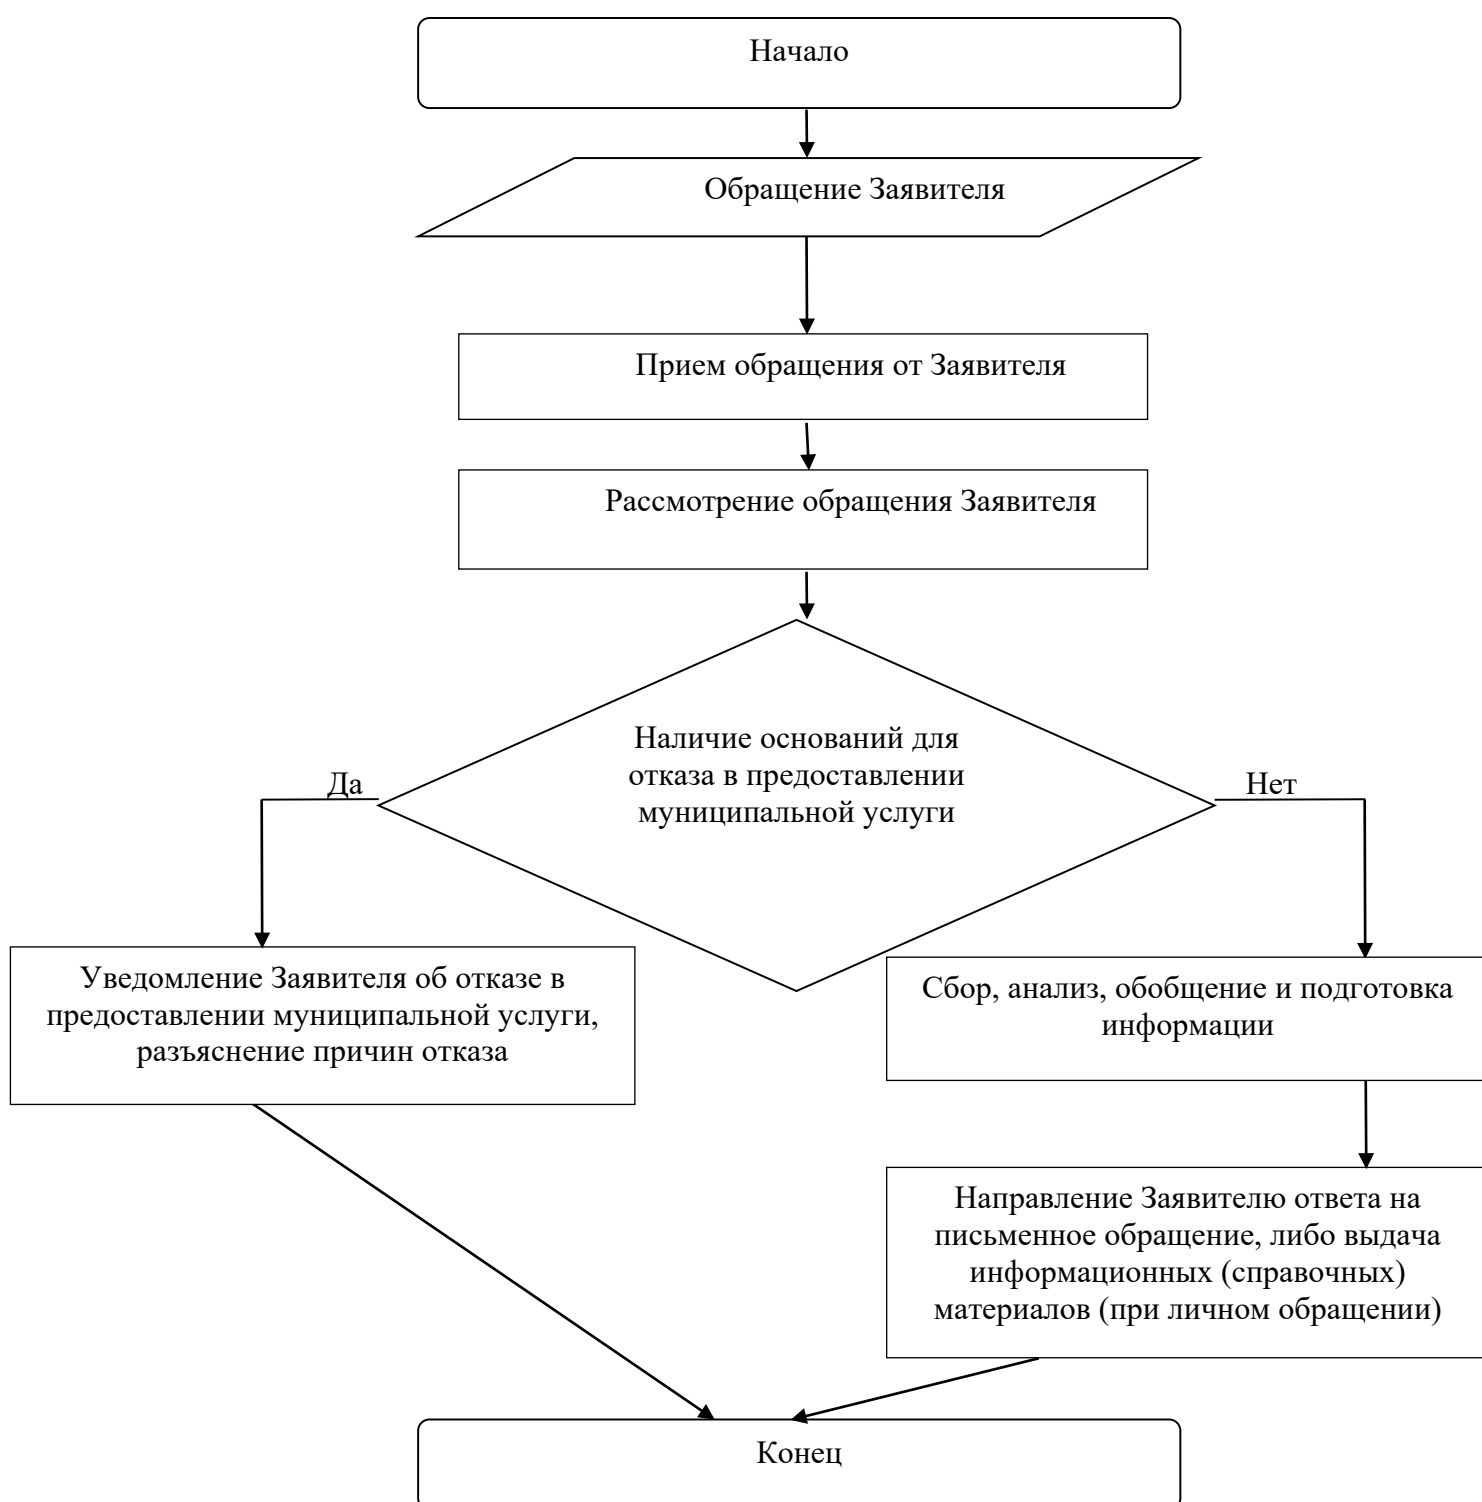 Начало
Обращение Заявителя
Прием обращения от Заявителя
Рассмотрение обращения Заявителя
Наличие оснований для
отказа в предоставлении
муниципальной услуги
Да
Нет
Уведомление Заявителя об отказе в
предоставлении муниципальной услуги,
разъяснение причин отказа
Сбор, анализ, обобщение и подготовка
информации
Направление Заявителю ответа на
письменное обращение, либо выдача
информационных (справочных)
материалов (при личном обращении)
Конец